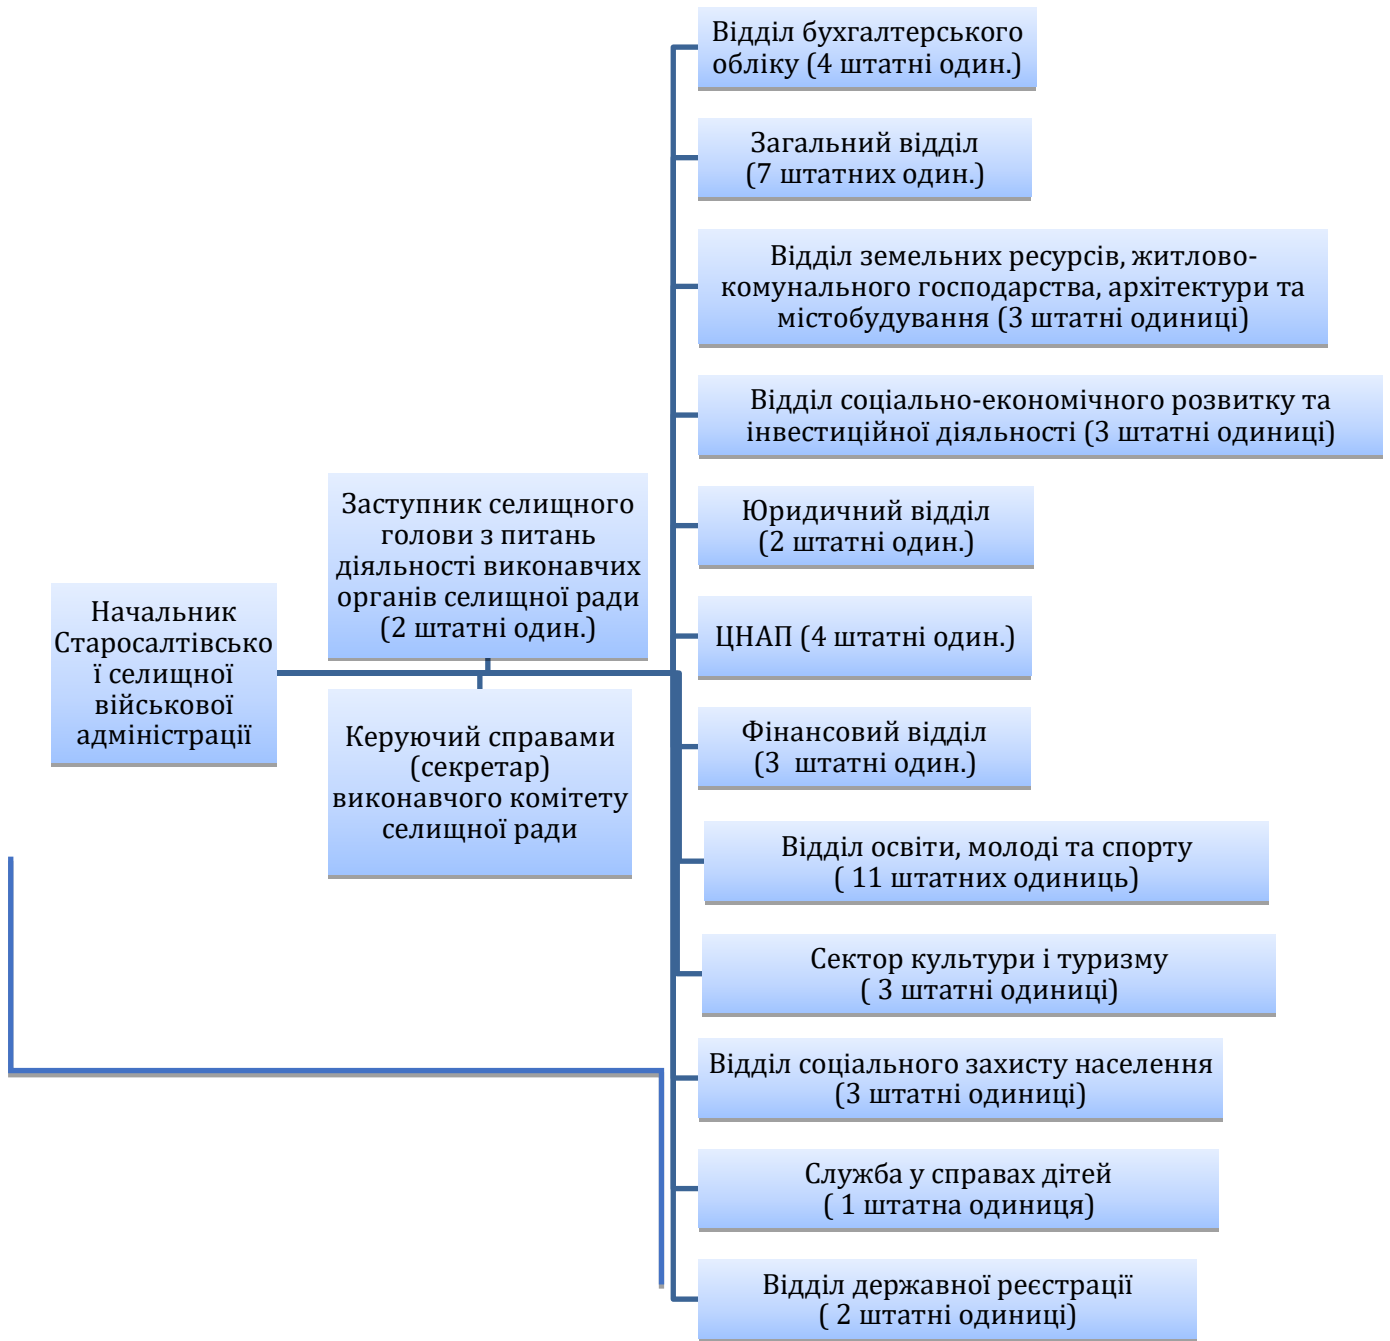 Відділ бухгалтерського
обліку (4 штатні один.)
Загальний відділ
(7 штатних один.)
Відділ земельних ресурсів, житлово-
комунального господарства, архітектури та
містобудування (3 штатні одиниці)
Відділ соціально-економічного розвитку та
інвестиційної діяльності (3 штатні одиниці)
Заступник селищного
голови з питань
діяльності виконавчих
органів селищної ради
(2 штатні один.)
Юридичний відділ
(2 штатні один.)
Начальник
Старосалтівсько
ї селищної
військової
адміністрації
ЦНАП (4 штатні один.)
Керуючий справами
(секретар)
виконавчого комітету
селищної ради
Фінансовий відділ
(3  штатні один.)
Відділ освіти, молоді та спорту
( 11 штатних одиниць)
Сектор культури і туризму
( 3 штатні одиниці)
Відділ соціального захисту населення
(3 штатні одиниці)
Служба у справах дітей
( 1 штатна одиниця)
Відділ державної реєстрації
( 2 штатні одиниці)